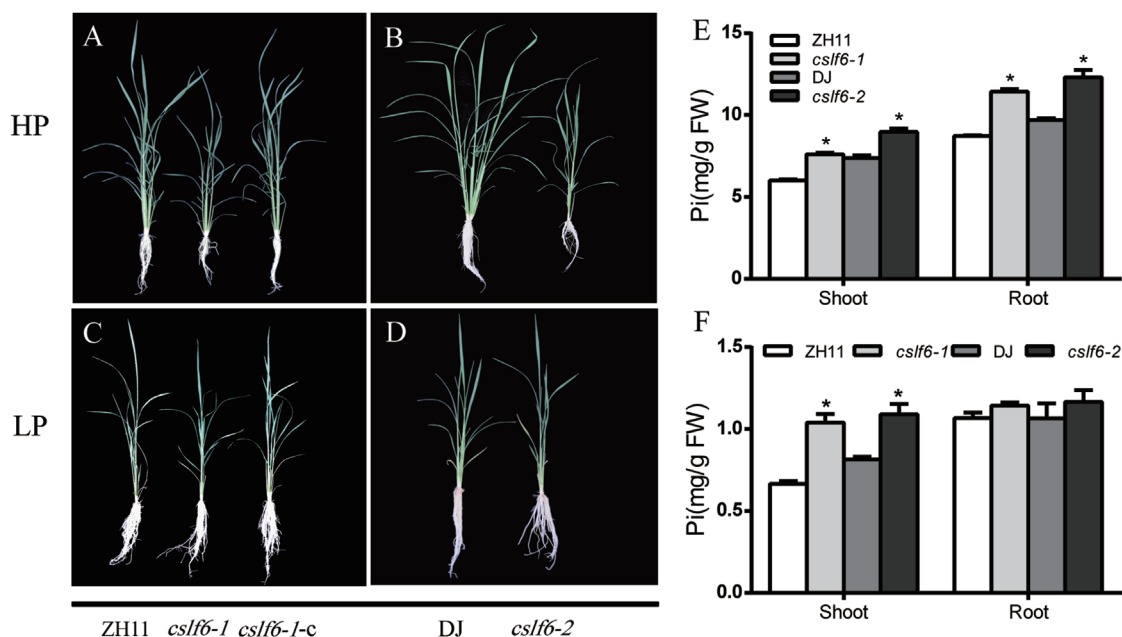 A
B
HP
C
D
LP
ZH11 cslf6-1 cslf6-1-c DJ cslf6-2
E
ZH11
cslf6-1
DJ
cslf6-2
15
10
5
0
Pi(mg/g FW)
* * * *
Shoot Root
F
ZH11 cslf6-1 DJ cslf6-2
1.5
1.0
0.5
0.0
Pi(mg/g FW)
* *
Shoot Root